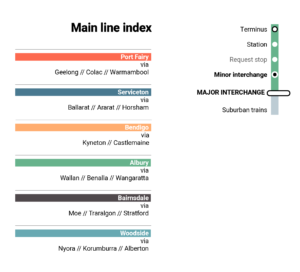 Main line index
Port Fairy
via
Geelong // Colac // Warrnambool
Serviceton
via
Ballarat // Ararat // Horsham
Bendigo
via
Kyneton // Castlemaine
Albury
via
Wallan // Benalla // Wangaratta
Bairnsdale
via
Moe // Traralgon // Stratford
Woodside
via
Nyora // Korumburra // Alberton
Terminus
Station
Request stop
Minor interchange
MAJOR INTERCHANGE
Suburban trains